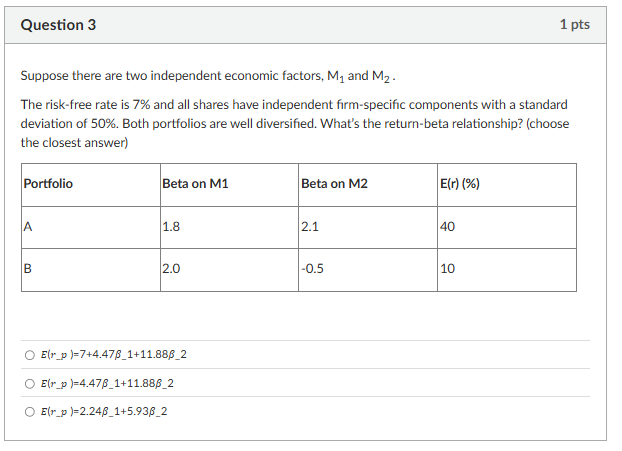 Question 3
1 pts
Suppose there are two independent economic factors, M₁ and M₂ .
The risk-free rate is 7% and all shares have independent firm-specific components with a standard
deviation of 50%. Both portfolios are well diversified. What's the return-beta relationship? (choose
the closest answer)
Portfolio Beta on M1 Beta on M2 E(r) (%)
A 1.8 2.1 40
B 2.0 -0.5 10
E(r_p )=7+4.47β_1+11.88β_2
E(r_p )=4.47β_1+11.88β_2
E(r_p )=2.24β_1+5.93β_2